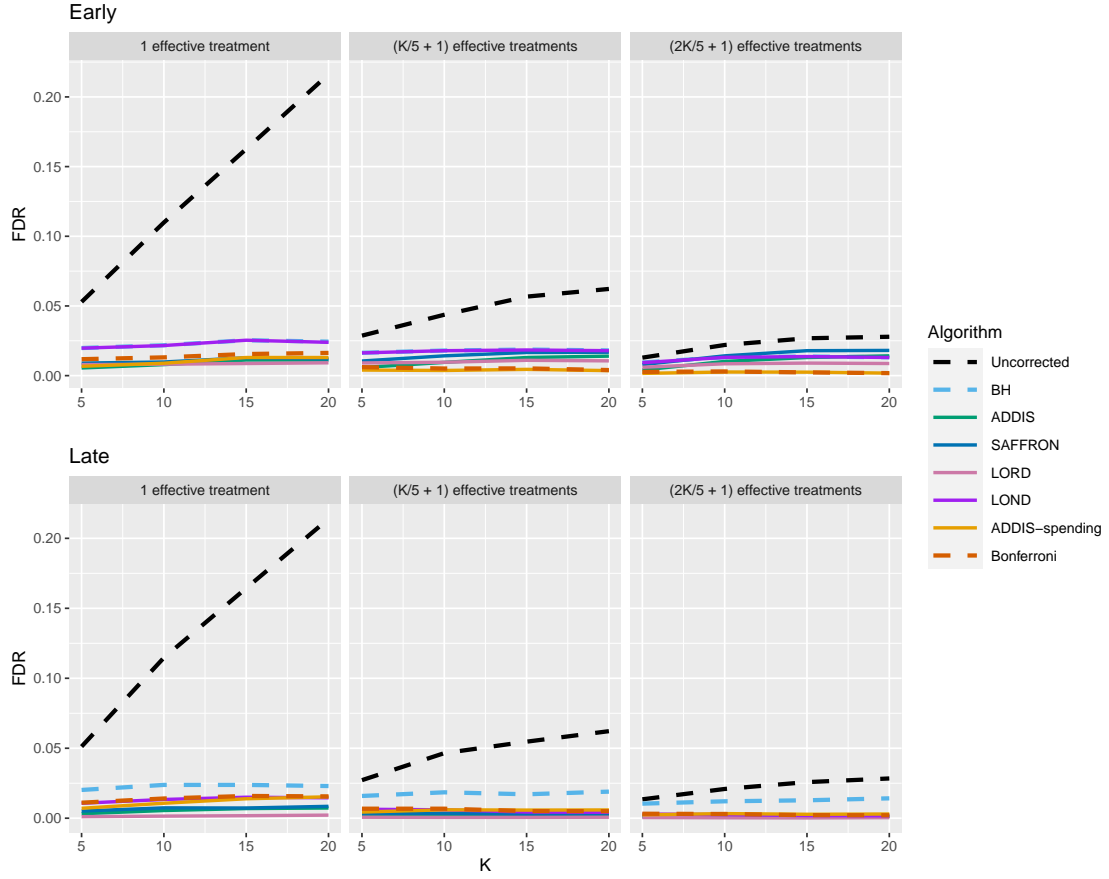 Early
1 effective treatment
(K/5 + 1) effective treatments
(2K/5 + 1) effective treatments
FDR
0.20
0.15
0.10
0.05
0.00
5 10 15 20
5 10 15 20
5 10 15 20
Late
1 effective treatment
(K/5 + 1) effective treatments
(2K/5 + 1) effective treatments
FDR
0.20
0.15
0.10
0.05
0.00
5 10 15 20
5 10 15 20
5 10 15 20
K
Algorithm
Uncorrected
BH
ADDIS
SAFFRON
LORD
LOND
ADDIS−spending
Bonferroni